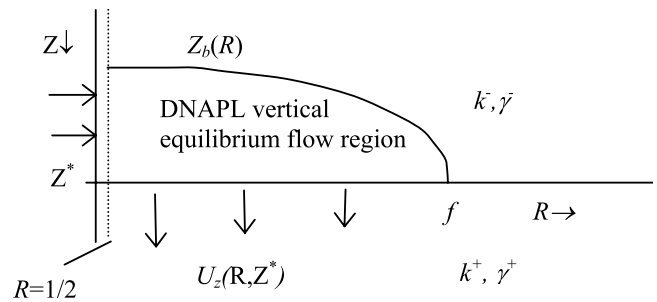 Z↓
Z_b(R)
k⁻,γ⁻
DNAPL vertical
equilibrium flow region
Z*
f
R→
U_z(R,Z*)
k⁺, γ⁺
R=1/2